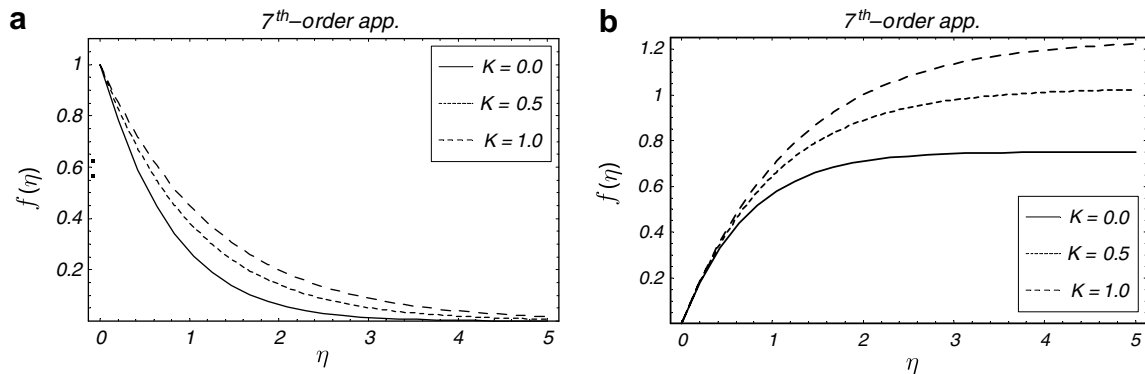 a
7th–order app.
1
0.8
0.6
0.4
0.2
f (η)
K = 0.0
K = 0.5
K = 1.0
0 1 2 3 4 5
η
b
7th–order app.
1.2
1
0.8
0.6
0.4
0.2
f (η)
K = 0.0
K = 0.5
K = 1.0
0 1 2 3 4 5
η